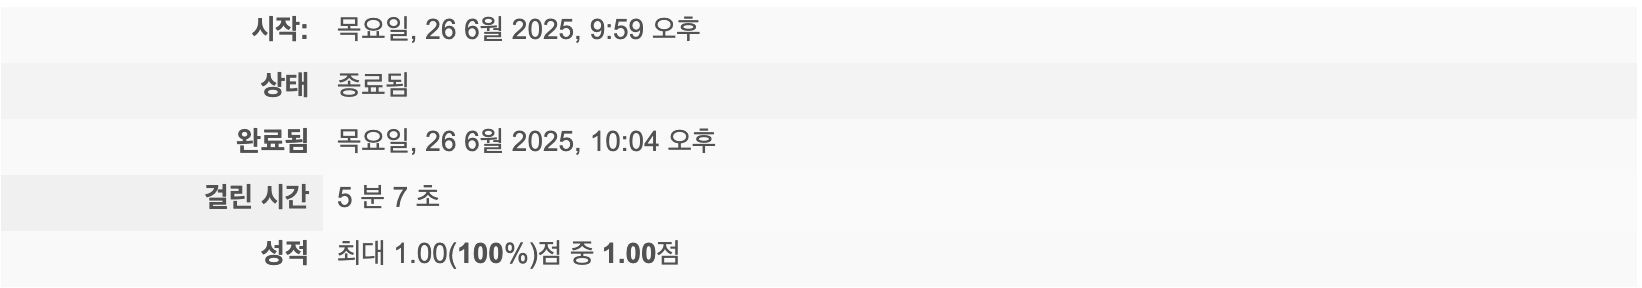 시작: 목요일, 26 6월 2025, 9:59 오후
상태 종료됨
완료됨 목요일, 26 6월 2025, 10:04 오후
걸린 시간 5 분 7 초
성적 최대 1.00(100%)점 중 1.00점